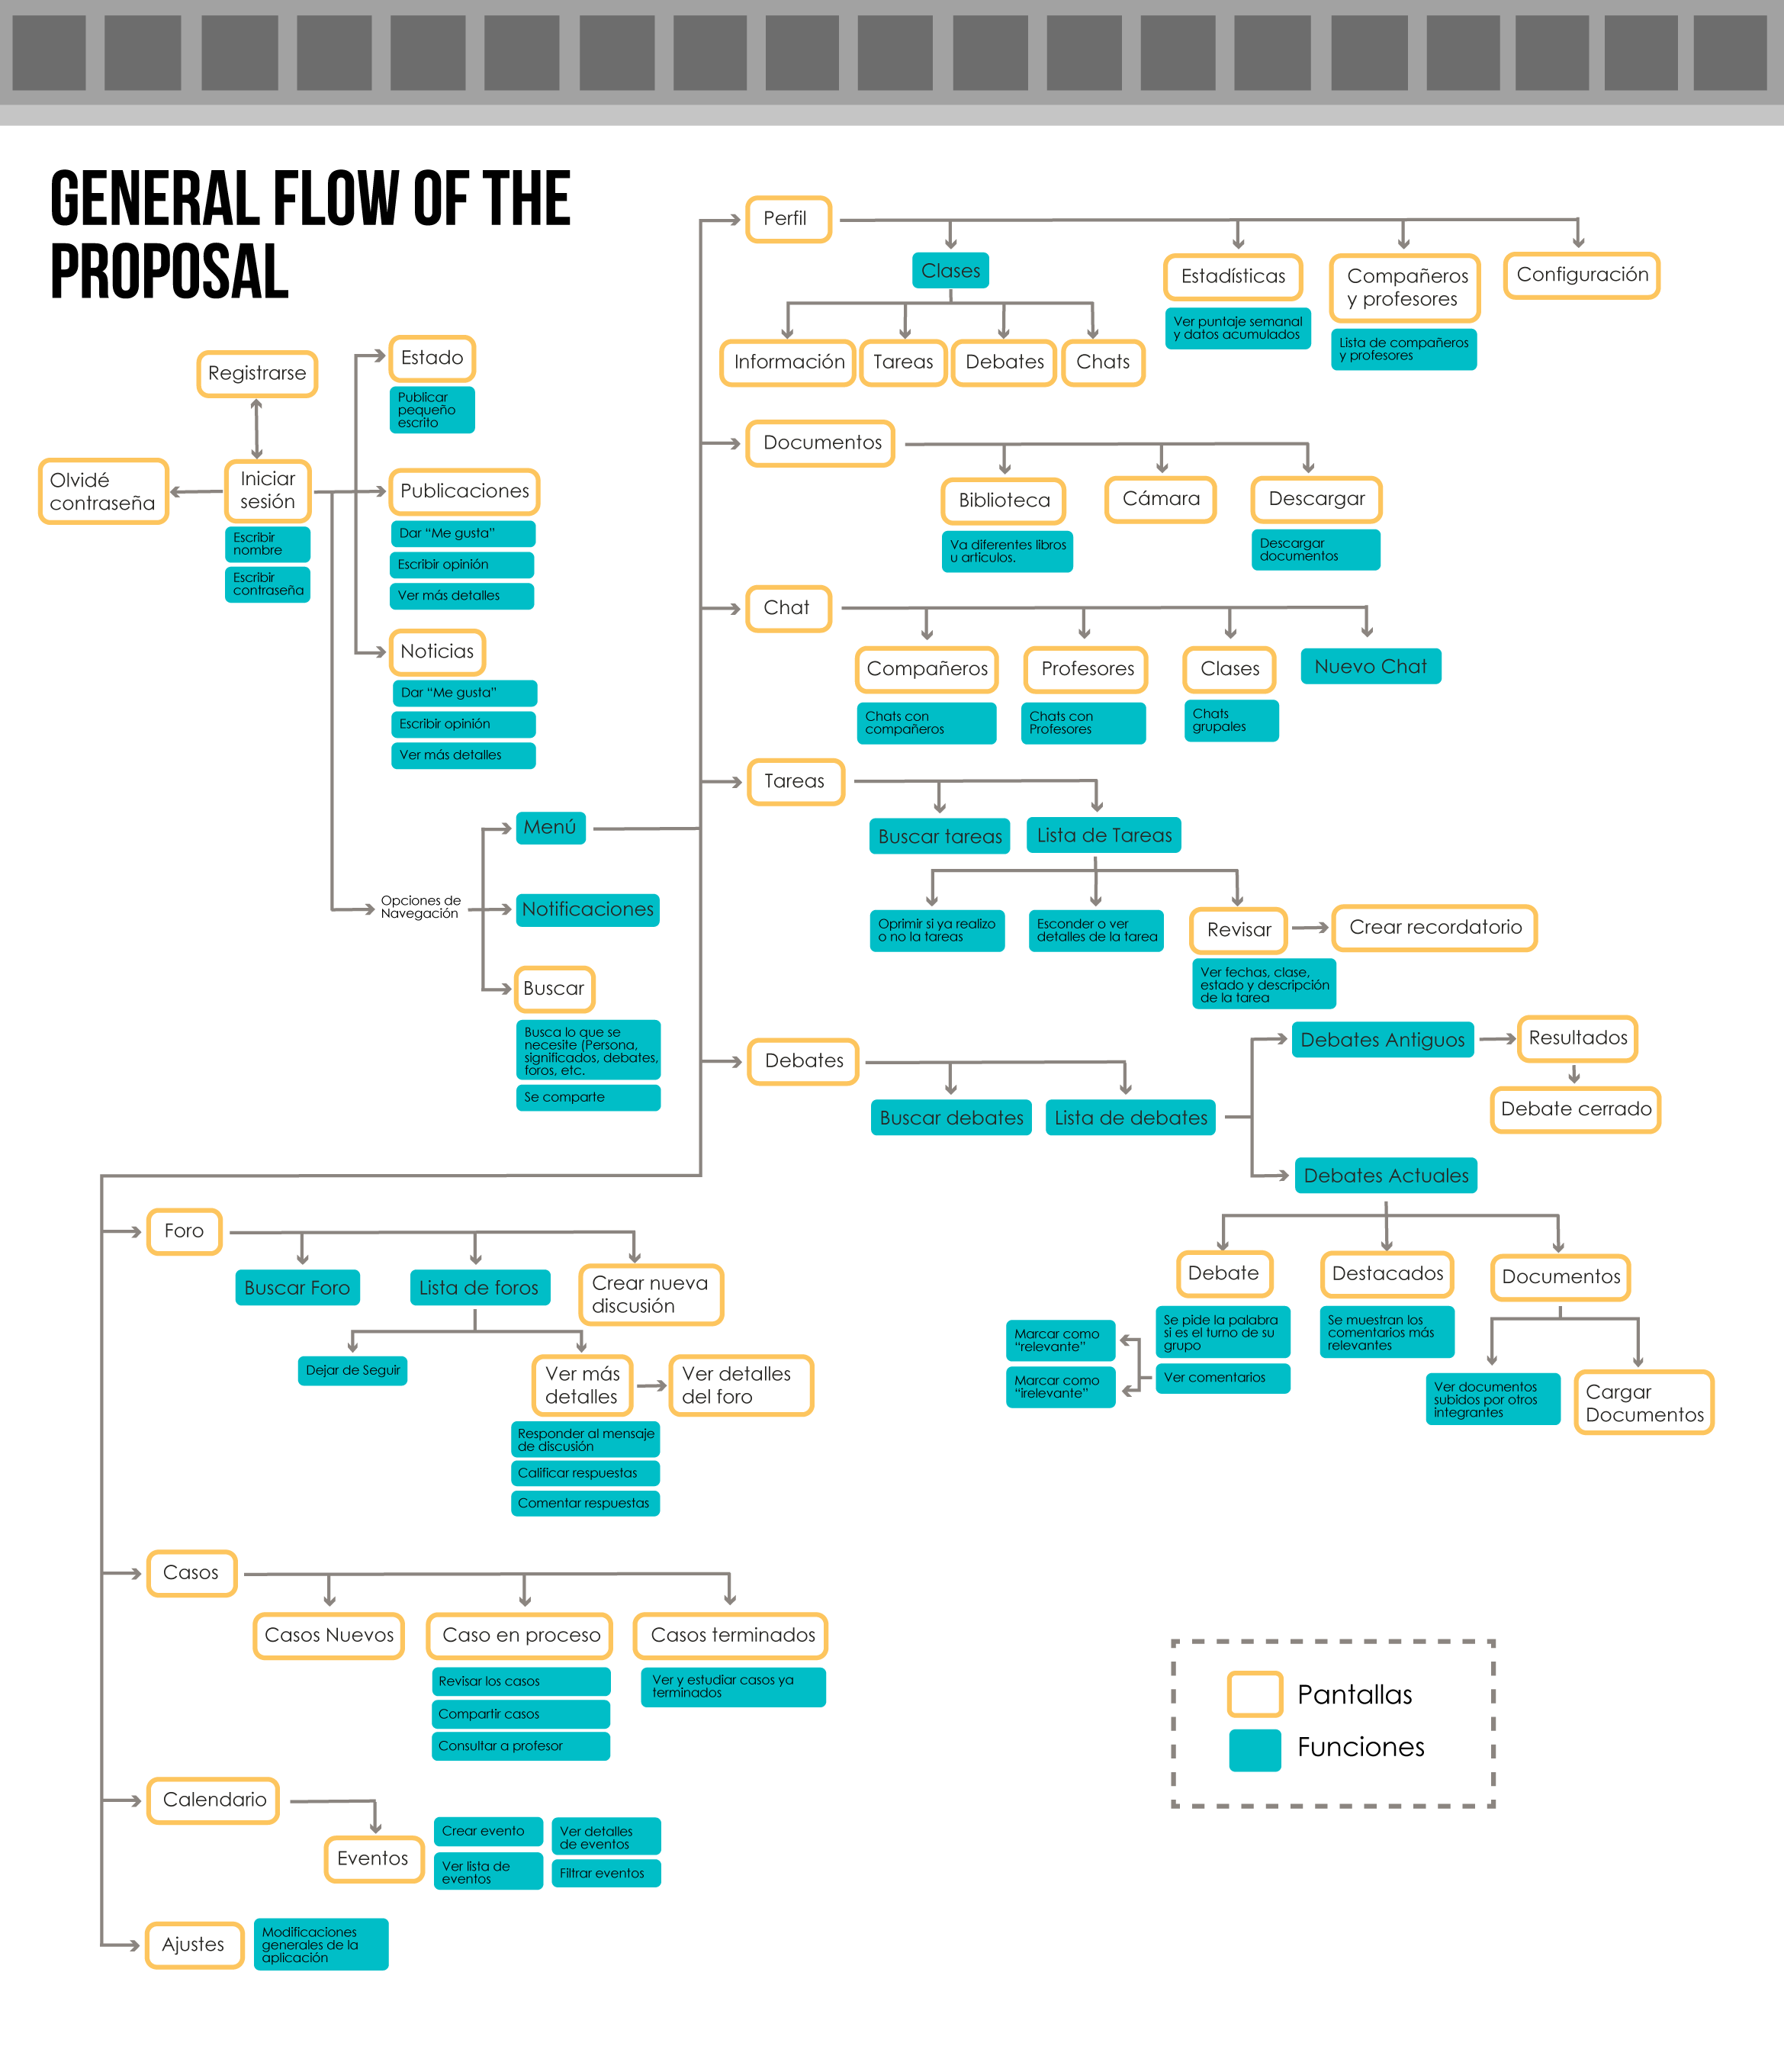 GENERAL FLOW OF THE
PROPOSAL
Registrarse
Olvidé
contraseña
Iniciar
sesión
Escribir
nombre
Escribir
contraseña
Estado
Publicar
pequeño
escrito
Publicaciones
Dar “Me gusta”
Escribir opinión
Ver más detalles
Noticias
Dar “Me gusta”
Escribir opinión
Ver más detalles
Opciones de
Navegación
Menú
Notificaciones
Buscar
Busca lo que se
necesite (Persona,
significados, debates,
foros, etc.
Se comparte
Perfil
Clases
Información
Tareas
Debates
Chats
Estadísticas
Ver puntaje semanal
y datos acumulados
Compañeros
y profesores
Lista de compañeros
y profesores
Configuración
Documentos
Biblioteca
Va diferentes libros
u artículos.
Cámara
Descargar
Descargar
documentos
Chat
Compañeros
Chats con
compañeros
Profesores
Chats con
Profesores
Clases
Chats
grupales
Nuevo Chat
Tareas
Buscar tareas
Lista de Tareas
Oprimir si ya realizo
o no la tareas
Esconder o ver
detalles de la tarea
Revisar
Ver fechas, clase,
estado y descripción
de la tarea
Crear recordatorio
Debates
Buscar debates
Lista de debates
Debates Antiguos
Resultados
Debate cerrado
Debates Actuales
Debate
Se pide la palabra
si es el turno de su
grupo
Ver comentarios
Marcar como
“relevante”
Marcar como
“irelevante”
Destacados
Se muestran los
comentarios más
relevantes
Documentos
Ver documentos
subidos por otros
integrantes
Cargar
Documentos
Foro
Buscar Foro
Lista de foros
Crear nueva
discusión
Dejar de Seguir
Ver más
detalles
Responder al mensaje
de discusión
Calificar respuestas
Comentar respuestas
Ver detalles
del foro
Casos
Casos Nuevos
Caso en proceso
Revisar los casos
Compartir casos
Consultar a profesor
Casos terminados
Ver y estudiar casos ya
terminados
Calendario
Eventos
Crear evento
Ver lista de
eventos
Ver detalles
de eventos
Filtrar eventos
Ajustes
Modificaciones
generales de la
aplicación
Pantallas
Funciones